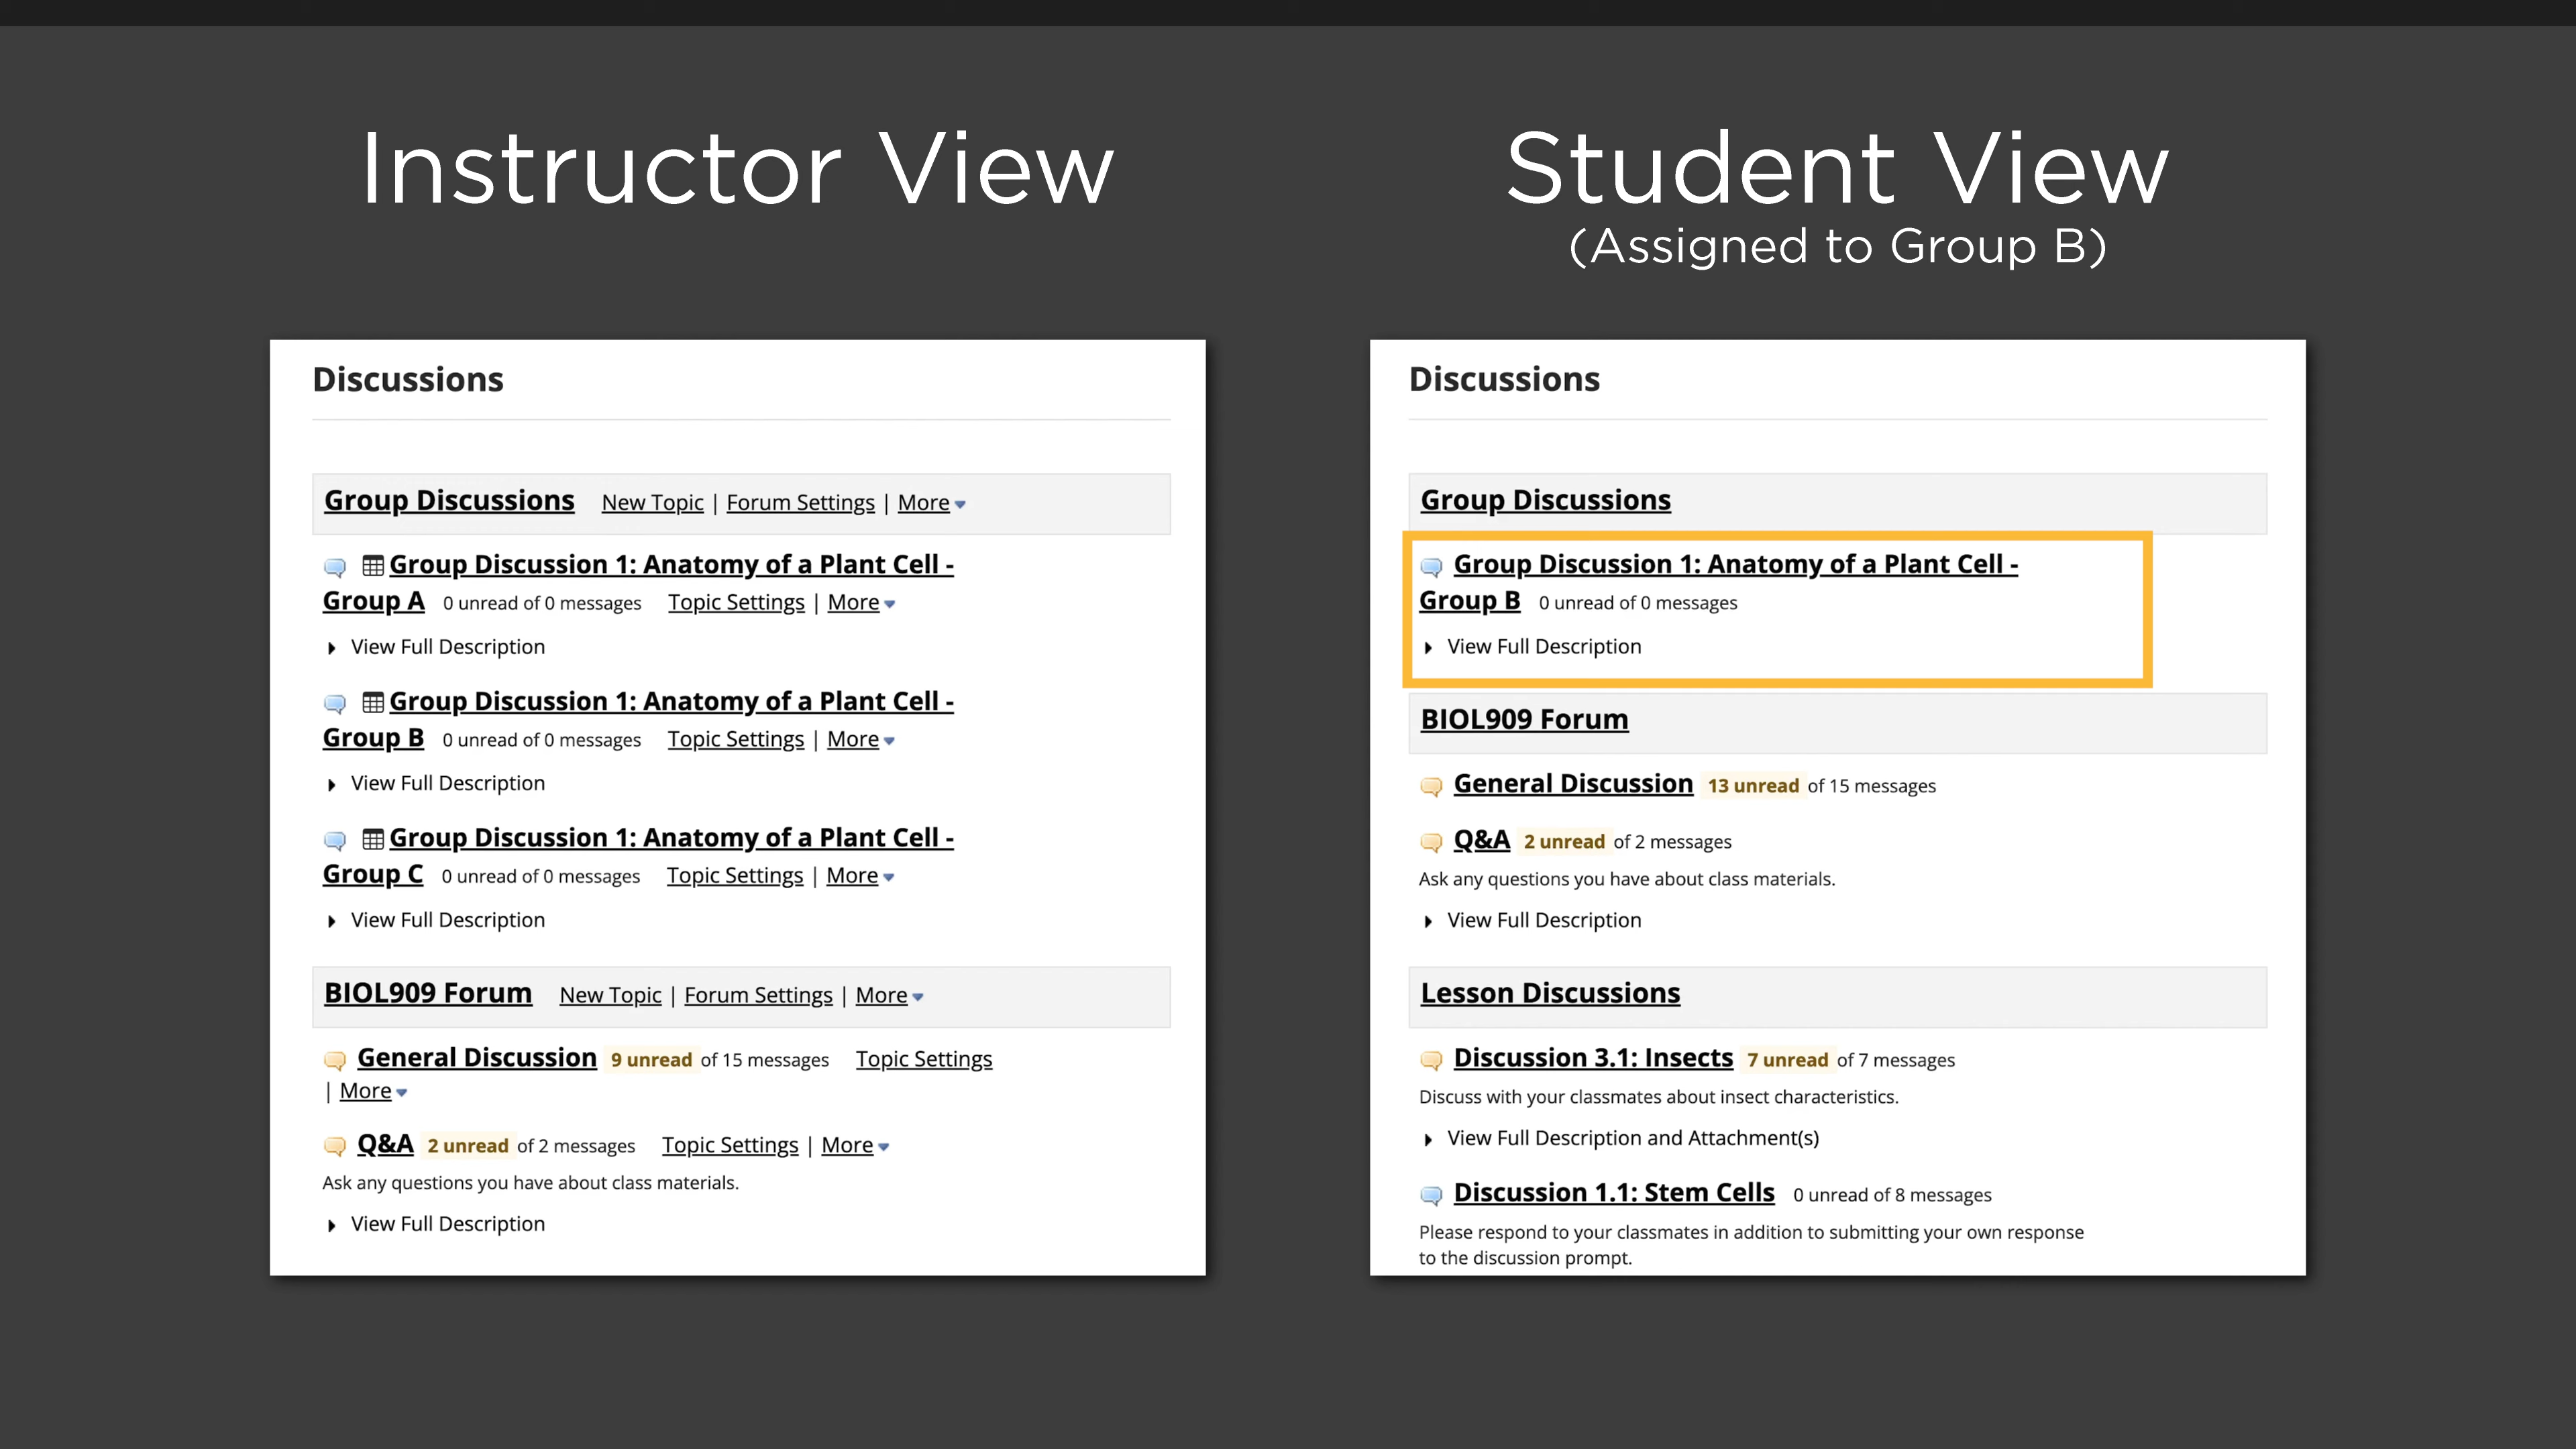 Instructor View
Discussions
Group Discussions New Topic | Forum Settings | More
Group Discussion 1: Anatomy of a Plant Cell -
Group A 0 unread of 0 messages Topic Settings | More
View Full Description
Group Discussion 1: Anatomy of a Plant Cell -
Group B 0 unread of 0 messages Topic Settings | More
View Full Description
Group Discussion 1: Anatomy of a Plant Cell -
Group C 0 unread of 0 messages Topic Settings | More
View Full Description
BIOL909 Forum New Topic | Forum Settings | More
General Discussion 9 unread of 15 messages Topic Settings
| More
Q&A 2 unread of 2 messages Topic Settings | More
Ask any questions you have about class materials.
View Full Description
Student View
(Assigned to Group B)
Discussions
Group Discussions
Group Discussion 1: Anatomy of a Plant Cell -
Group B 0 unread of 0 messages
View Full Description
BIOL909 Forum
General Discussion 13 unread of 15 messages
Q&A 2 unread of 2 messages
Ask any questions you have about class materials.
View Full Description
Lesson Discussions
Discussion 3.1: Insects 7 unread of 7 messages
Discuss with your classmates about insect characteristics.
View Full Description and Attachment(s)
Discussion 1.1: Stem Cells 0 unread of 8 messages
Please respond to your classmates in addition to submitting your own response
to the discussion prompt.